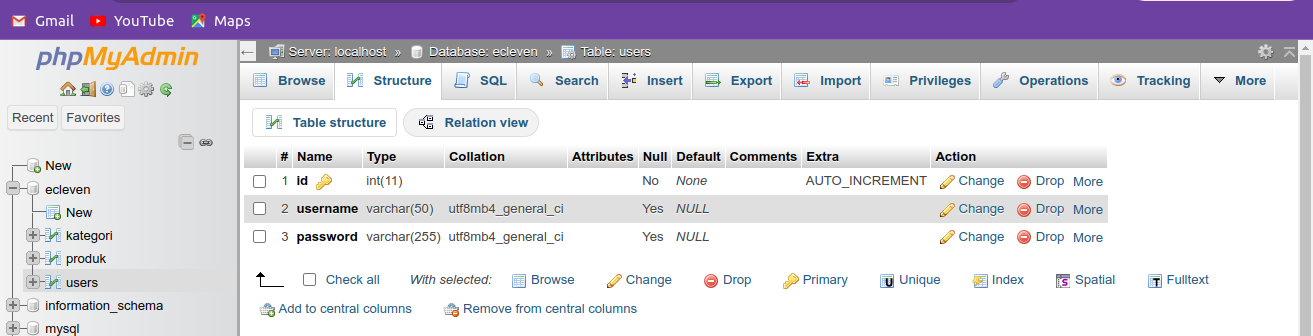 Gmail YouTube Maps
phpMyAdmin
Recent Favorites
New
ecleven
New
kategori
produk
users
information_schema
mysql
Server: localhost » Database: ecleven » Table: users
Browse Structure SQL Search Insert Export Import Privileges Operations Tracking More
Table structure Relation view
# Name Type Collation Attributes Null Default Comments Extra Action
1 id int(11) No None AUTO_INCREMENT Change Drop More
2 username varchar(50) utf8mb4_general_ci Yes NULL Change Drop More
3 password varchar(255) utf8mb4_general_ci Yes NULL Change Drop More
Check all With selected: Browse Change Drop Primary Unique Index Spatial Fulltext
Add to central columns Remove from central columns